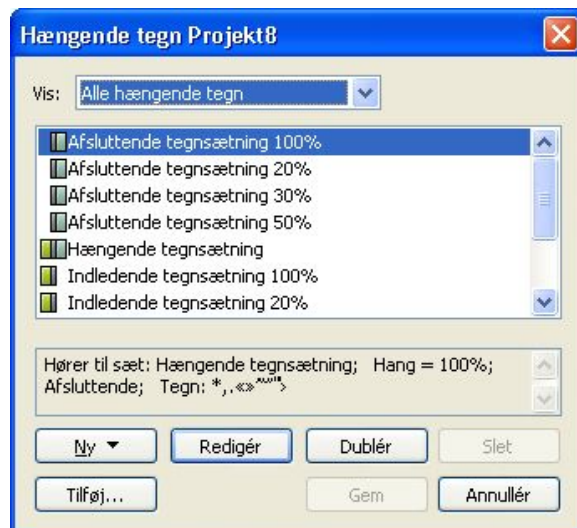 Hængende tegn Projekt8
Vis: Alle hængende tegn
Afsluttende tegnsætning 100%
Afsluttende tegnsætning 20%
Afsluttende tegnsætning 30%
Afsluttende tegnsætning 50%
Hængende tegnsætning
Indledende tegnsætning 100%
Indledende tegnsætning 20%
Hører til sæt: Hængende tegnsætning; Hang = 100%;
Afsluttende; Tegn: *,.«»
Ny Redigér Dublér Slet
Tilføj... Gem Annullér